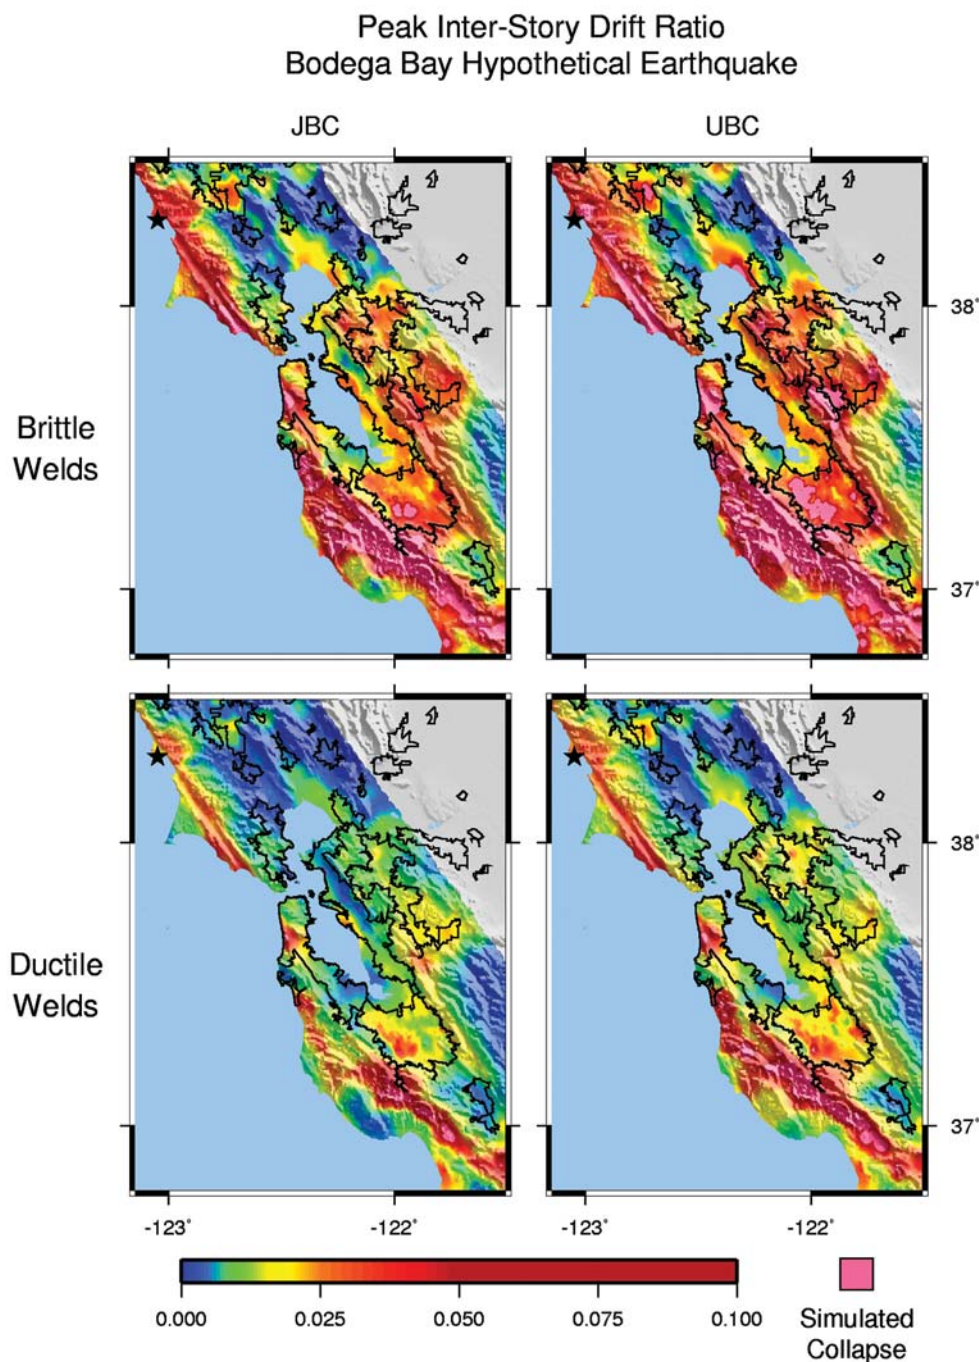 Peak Inter-Story Drift Ratio
Bodega Bay Hypothetical Earthquake
JBC
UBC
Brittle
Welds
38˚
37˚
Ductile
Welds
38˚
37˚
-123˚
-122˚
-123˚
-122˚
0.000
0.025
0.050
0.075
0.100
Simulated
Collapse